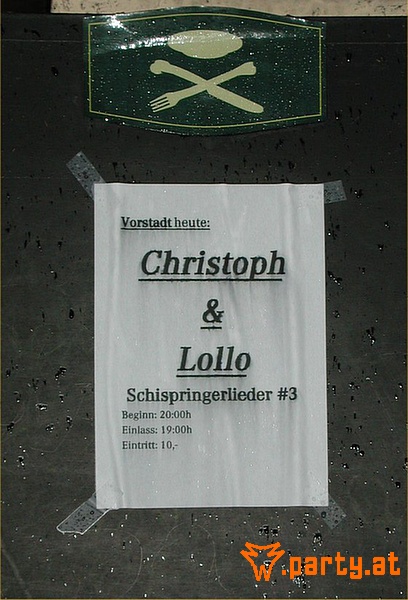 Vorstadt heute:
Christoph
&
Lollo
Schispringerlieder #3
Beginn: 20:00h
Einlass: 19:00h
Eintritt: 10,-
.party.at